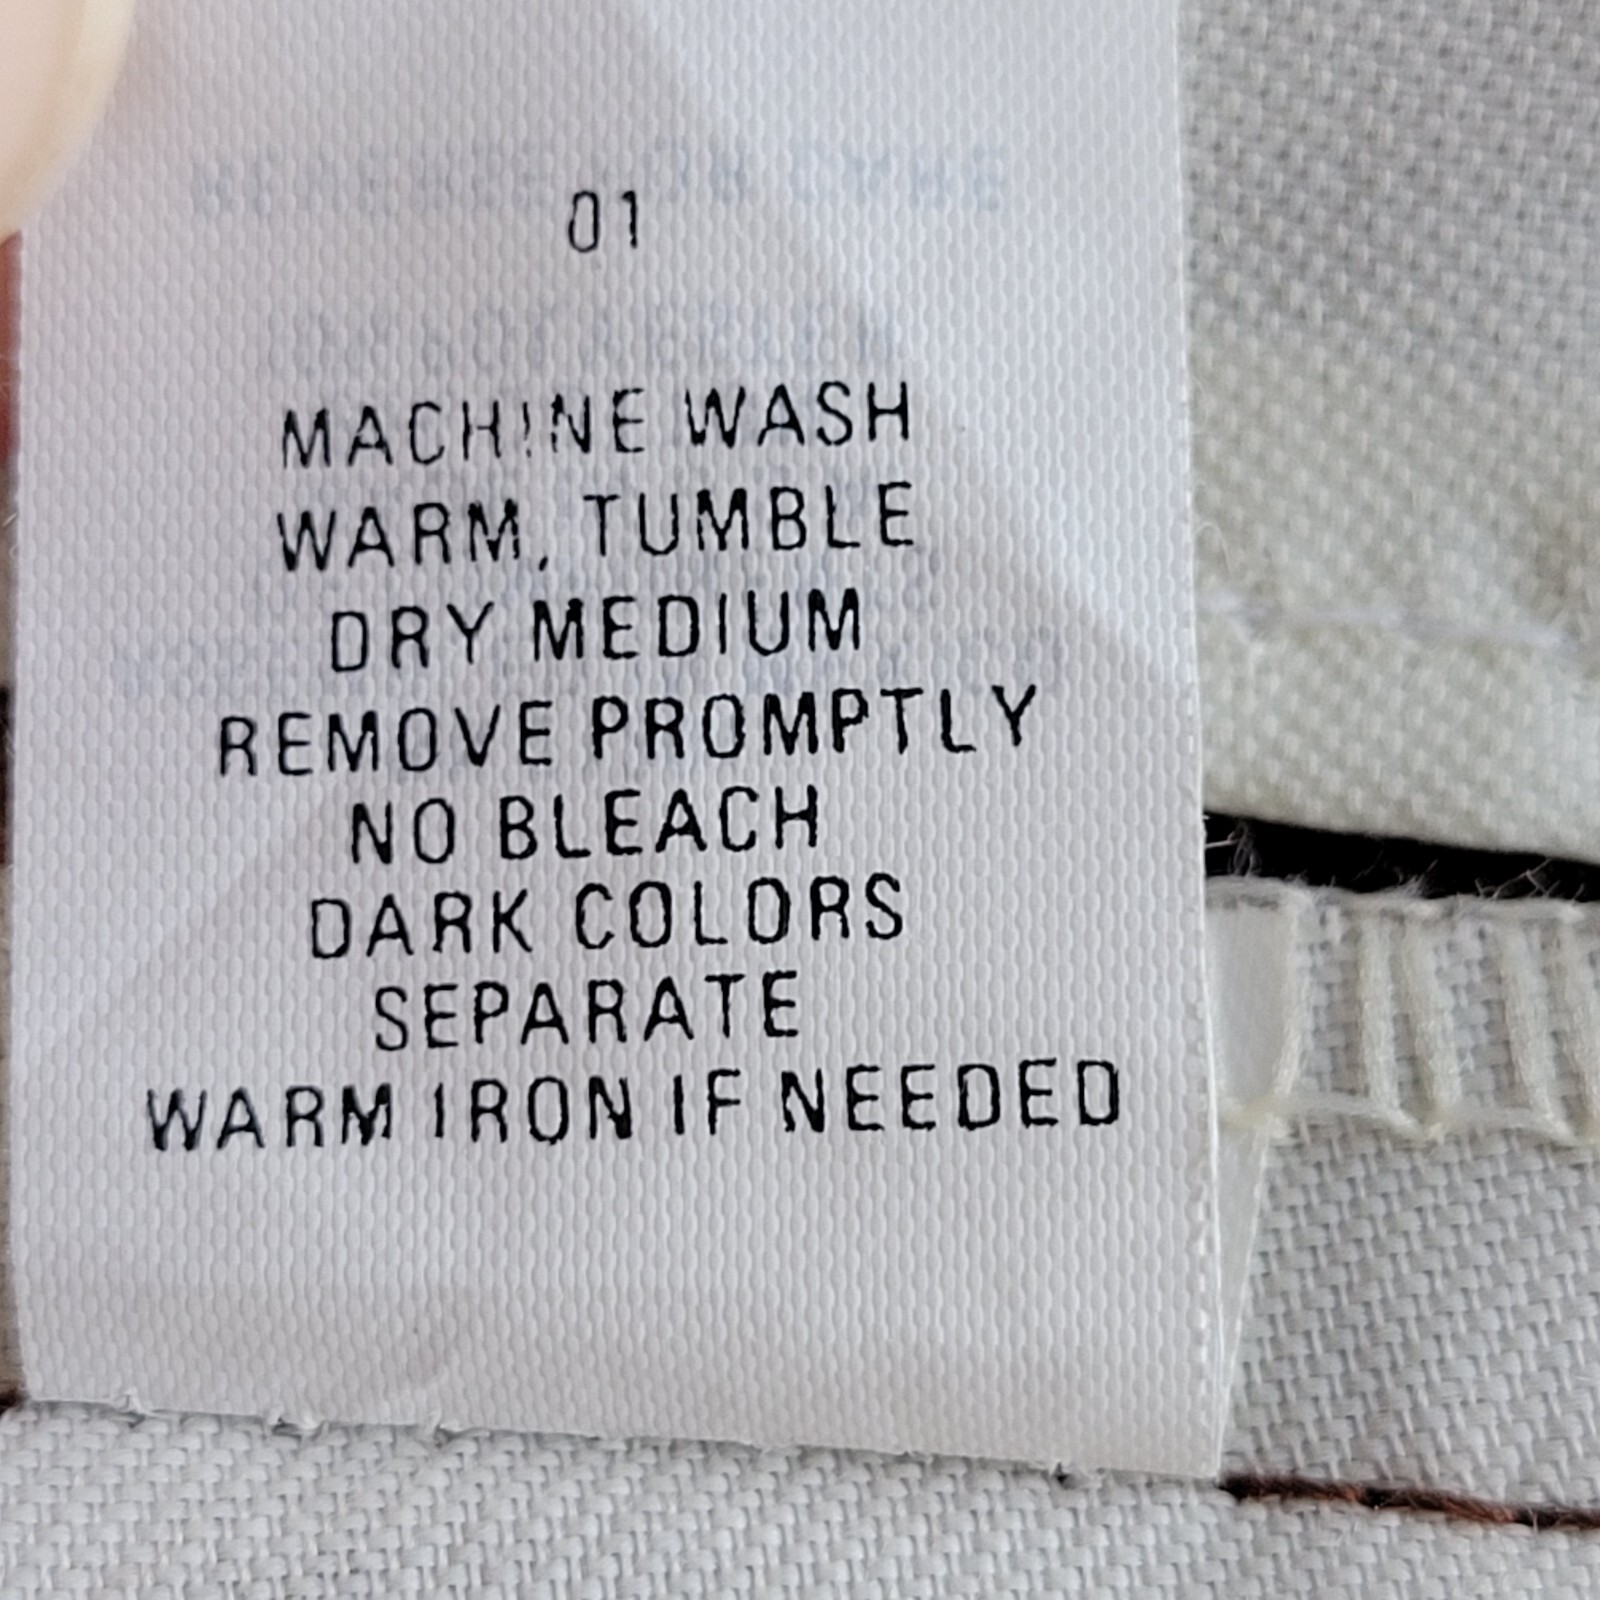 01
MACHINE WASH
WARM, TUMBLE
DRY MEDIUM
REMOVE PROMPTLY
NO BLEACH
DARK COLORS
SEPARATE
WARM IRON IF NEEDED